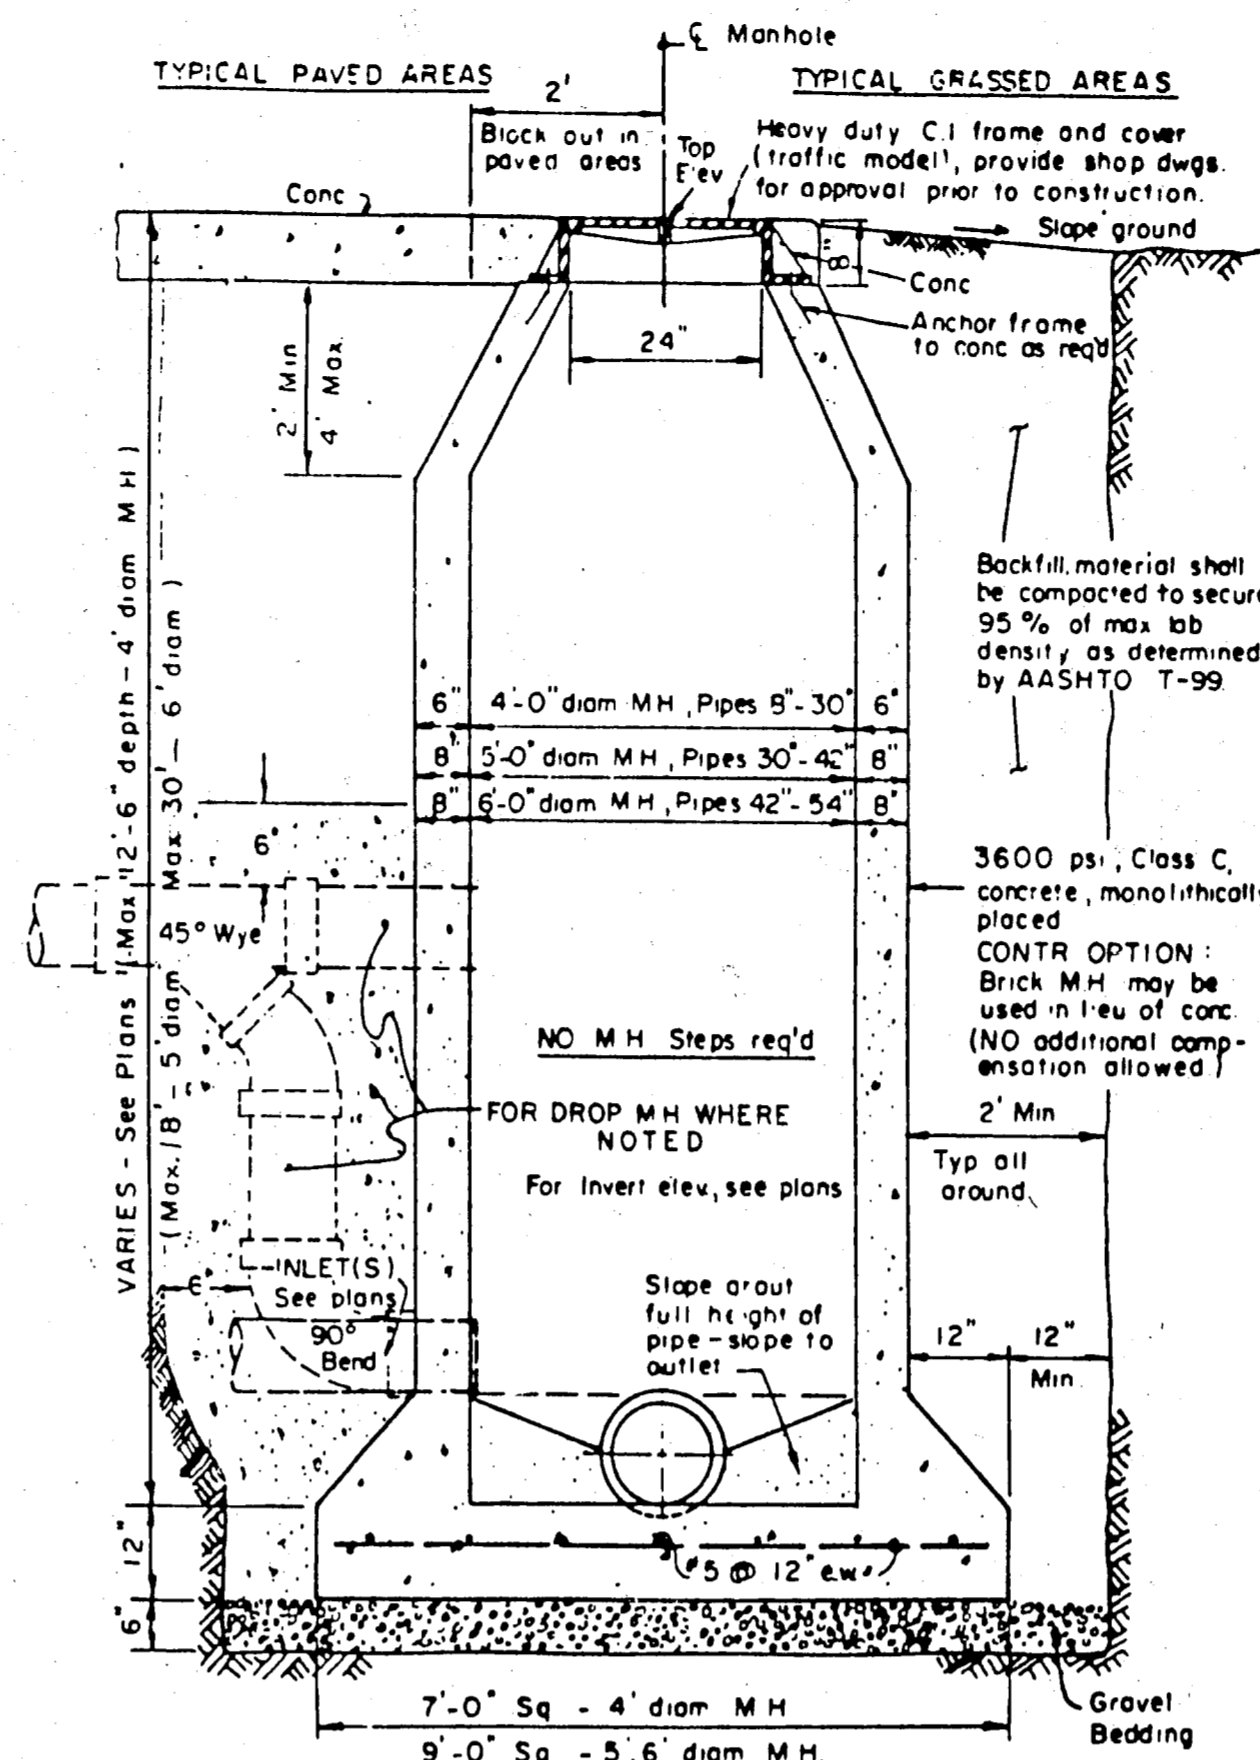 ℄ Manhole
TYPICAL PAVED AREAS
TYPICAL GRASSED AREAS
2'
Block out in
paved areas
Top
Elev
Heavy duty C.I frame and cover
(traffic model), provide shop dwgs.
for approval prior to construction.
Conc
Slope ground
8"
Conc
Anchor frame
to conc as req'd
24"
2' Min
4' Max.
VARIES - See Plans (Max. 12'-6" depth - 4' diam M H)
(Max. 18' - 5' diam Max 30' - 6' diam)
Backfill material shall
be compacted to secure
95 % of max lab
density as determined
by AASHTO T-99.
6" 4'-0" diam MH, Pipes 8"-30" 6"
8" 5'-0" diam MH, Pipes 30"-42" 8"
8" 6'-0" diam MH, Pipes 42"-54" 8"
6"
45° Wye
3600 psi, Class C,
concrete, monolithically
placed
CONTR OPTION :
Brick M.H may be
used in lieu of conc.
(NO additional comp-
ensation allowed)
NO M H Steps req'd
FOR DROP M H WHERE
NOTED
For Invert elev, see plans
2' Min
Typ all
around
INLET(S)
See plans
6"
90°
Bend
Slope grout
full height of
pipe - slope to
outlet
12" 12"
Min
12"
#5 @ 12" e.w.
6"
7'-0" Sq - 4' diam M H
9'-0" Sq - 5',6' diam M H.
Gravel
Bedding